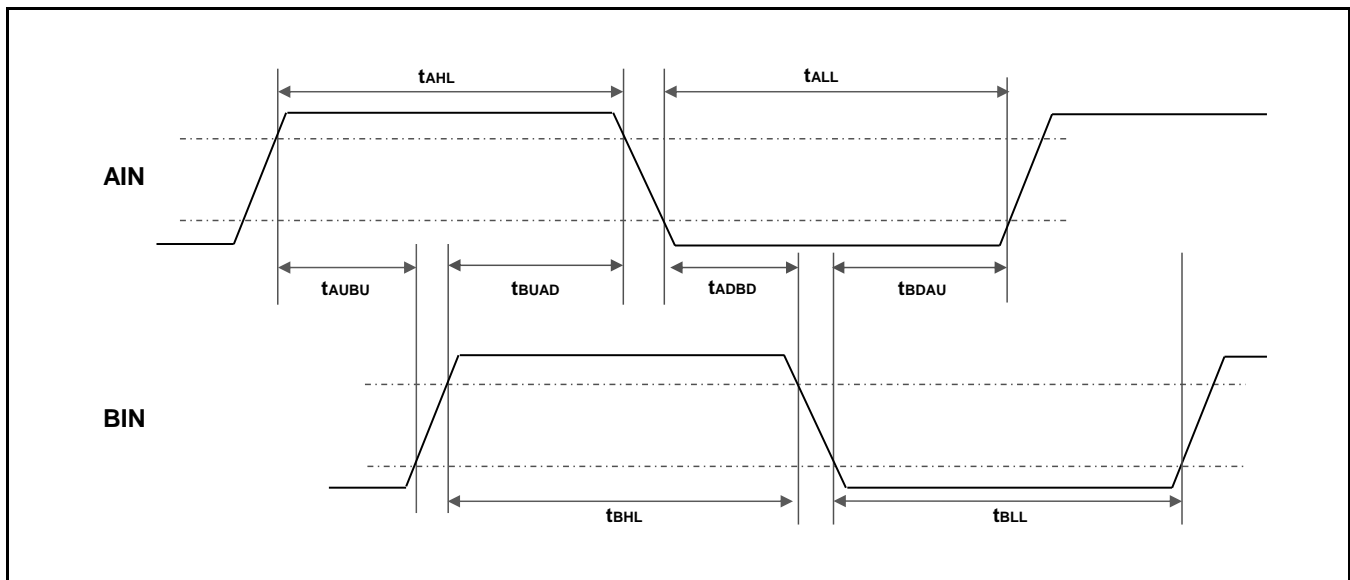 tAHL tALL
AIN
tAUBU tBUAD tADBD tBDAU
BIN
tBHL tBLL